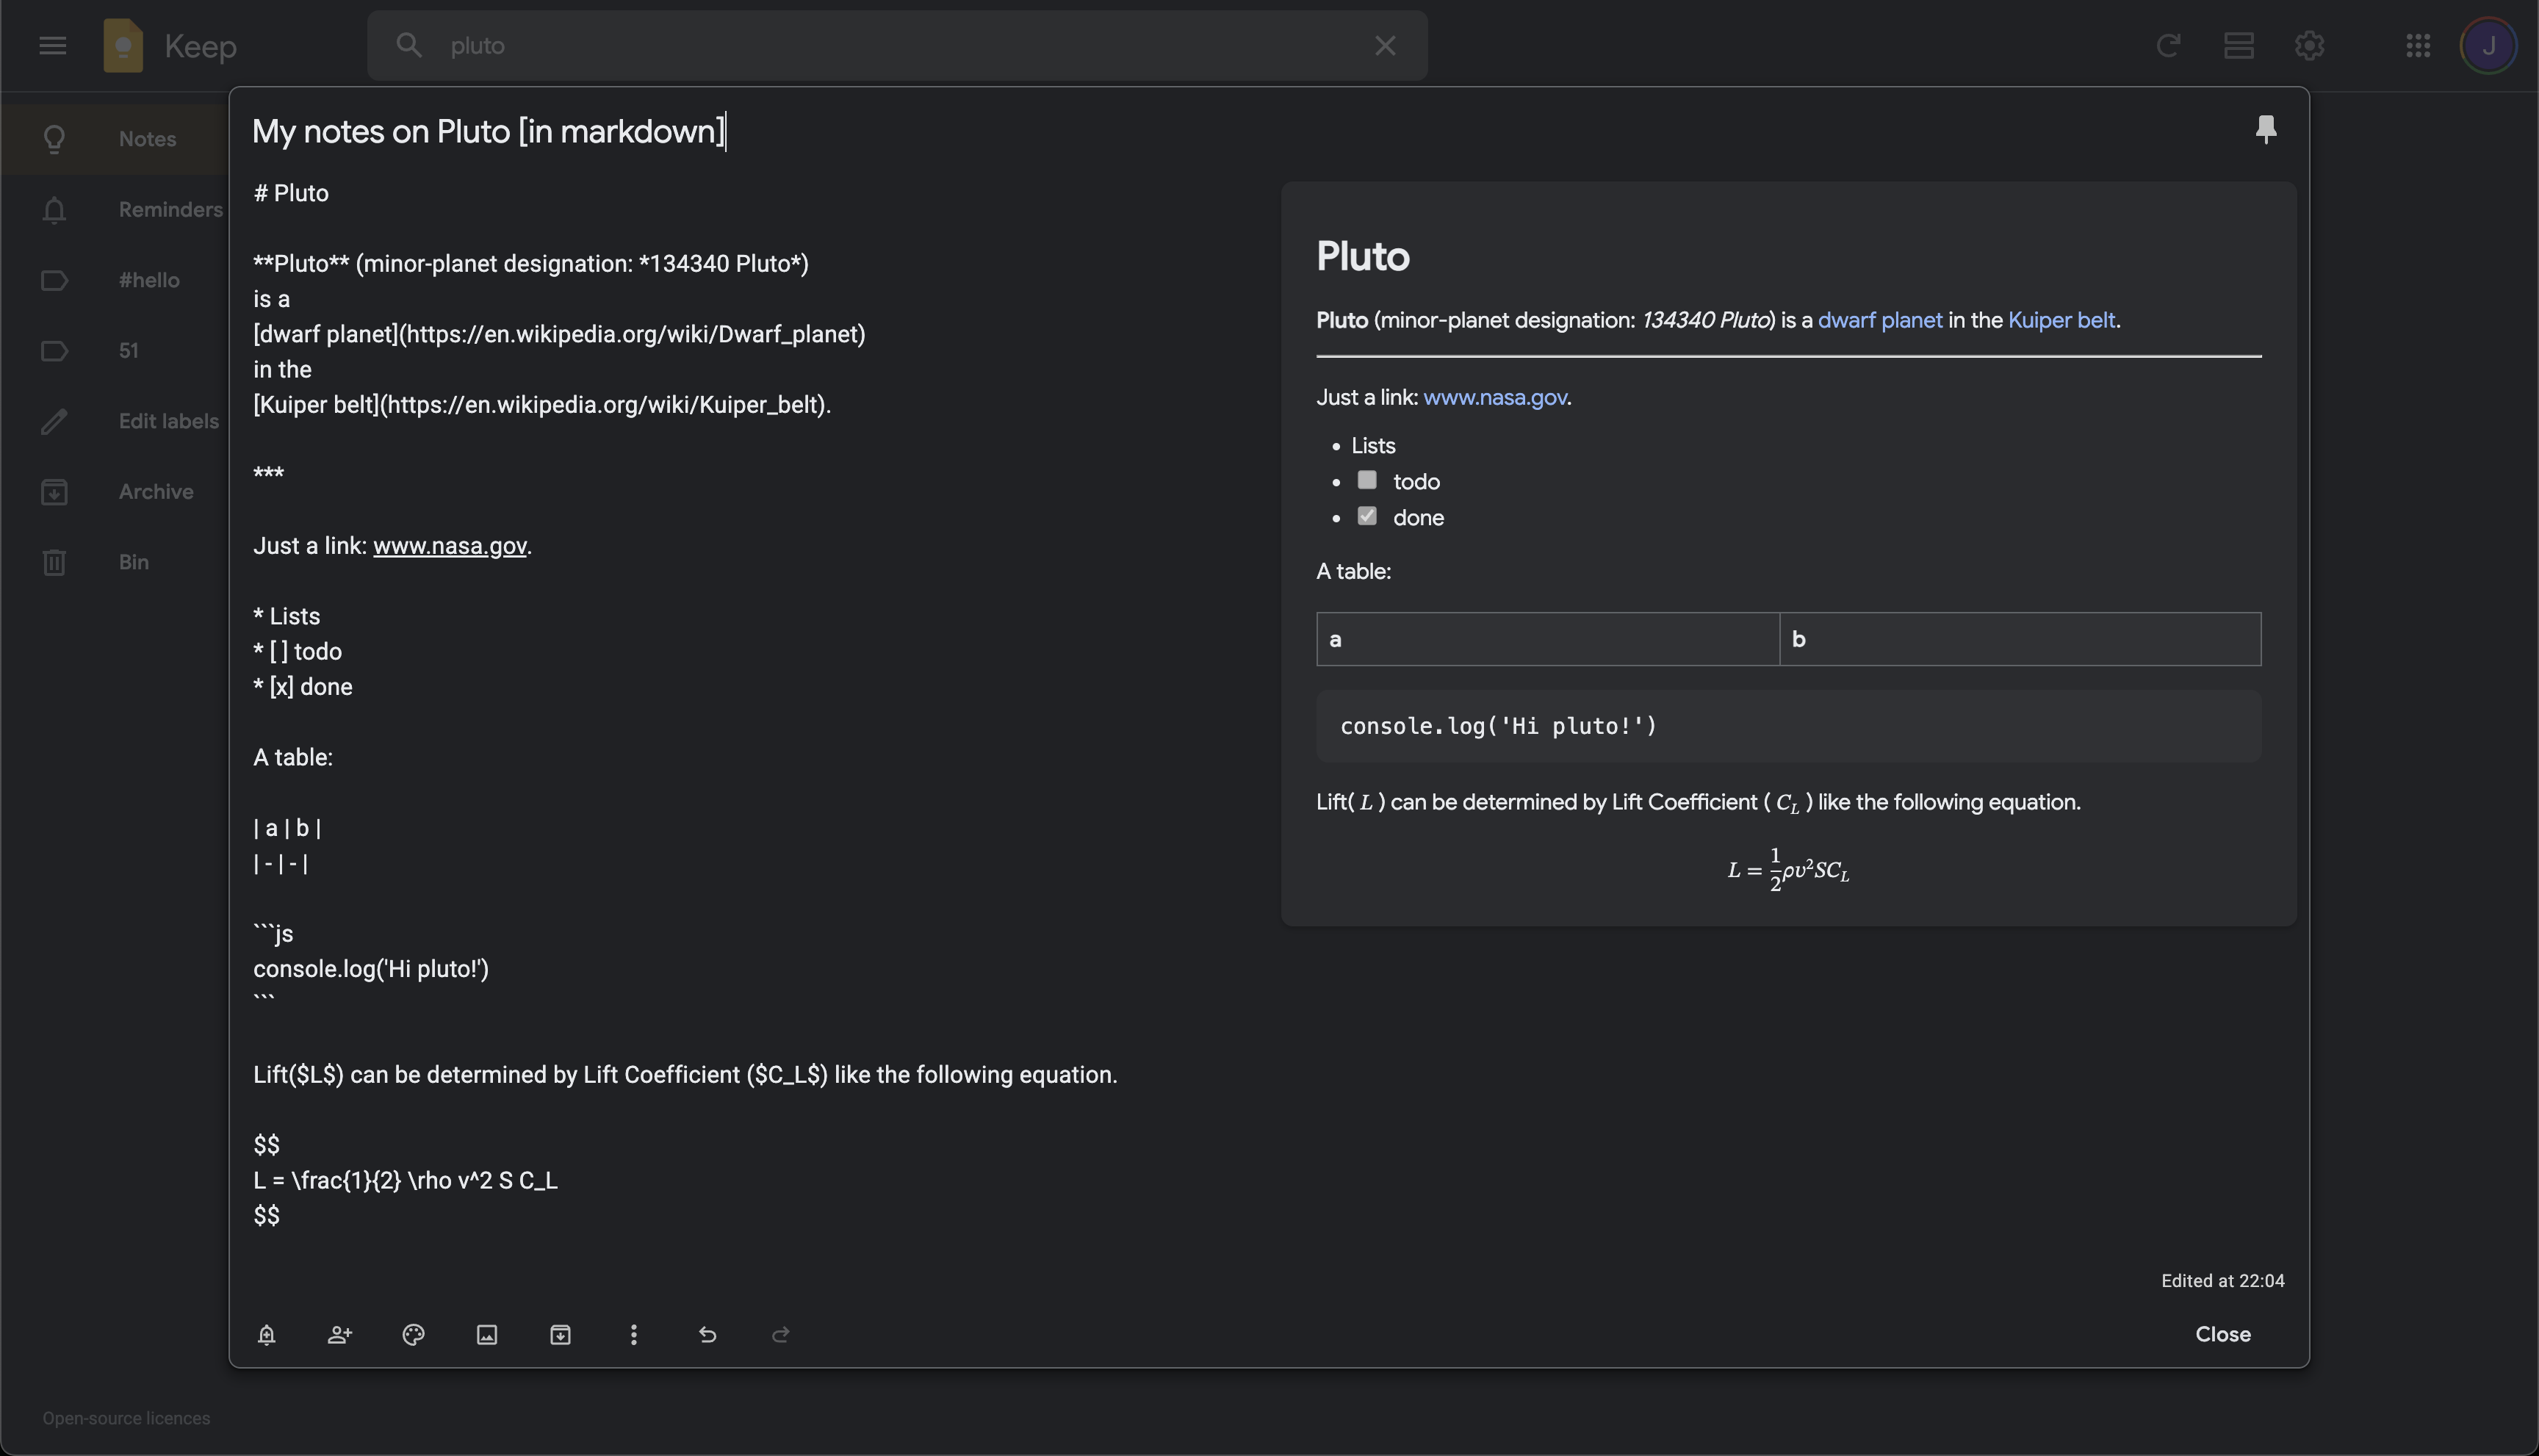 Keep
pluto
J
Notes
Reminders
#hello
51
Edit labels
Archive
Bin
My notes on Pluto [in markdown]
# Pluto
**Pluto** (minor-planet designation: *134340 Pluto*)
is a
[dwarf planet](https://en.wikipedia.org/wiki/Dwarf_planet)
in the
[Kuiper belt](https://en.wikipedia.org/wiki/Kuiper_belt).
***
Just a link: www.nasa.gov.
* Lists
* [ ] todo
* [x] done
A table:
| a | b |
| - | - |
```js
console.log('Hi pluto!')
```
Lift($L$) can be determined by Lift Coefficient ($C_L$) like the following equation.
$$
L = \frac{1}{2} \rho v^2 S C_L
$$
Pluto
Pluto (minor-planet designation: 134340 Pluto) is a dwarf planet in the Kuiper belt.
Just a link: www.nasa.gov.
• Lists
• todo
• done
A table:
a b
console.log('Hi pluto!')
Lift( L ) can be determined by Lift Coefficient ( C_L ) like the following equation.
L = 1/2 ρv²SC_L
Edited at 22:04
Close
Open-source licences